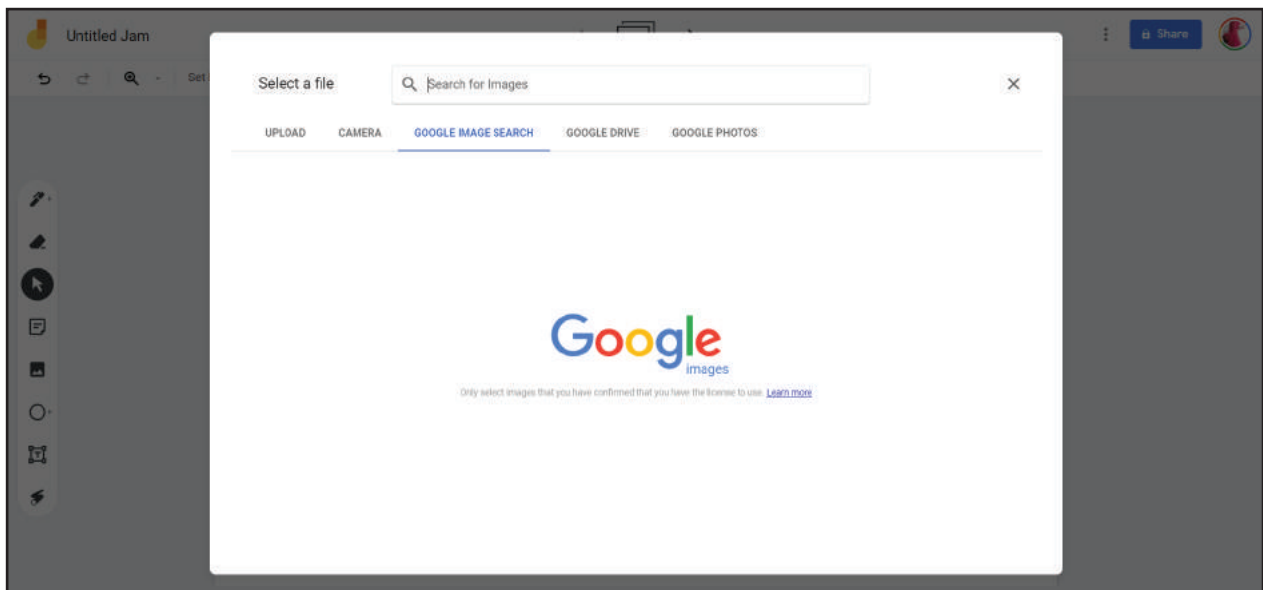 Untitled Jam
Share
Set
Select a file
Search for Images
UPLOAD CAMERA GOOGLE IMAGE SEARCH GOOGLE DRIVE GOOGLE PHOTOS
Google
images
Only select images that you have confirmed that you have the license to use. Learn more